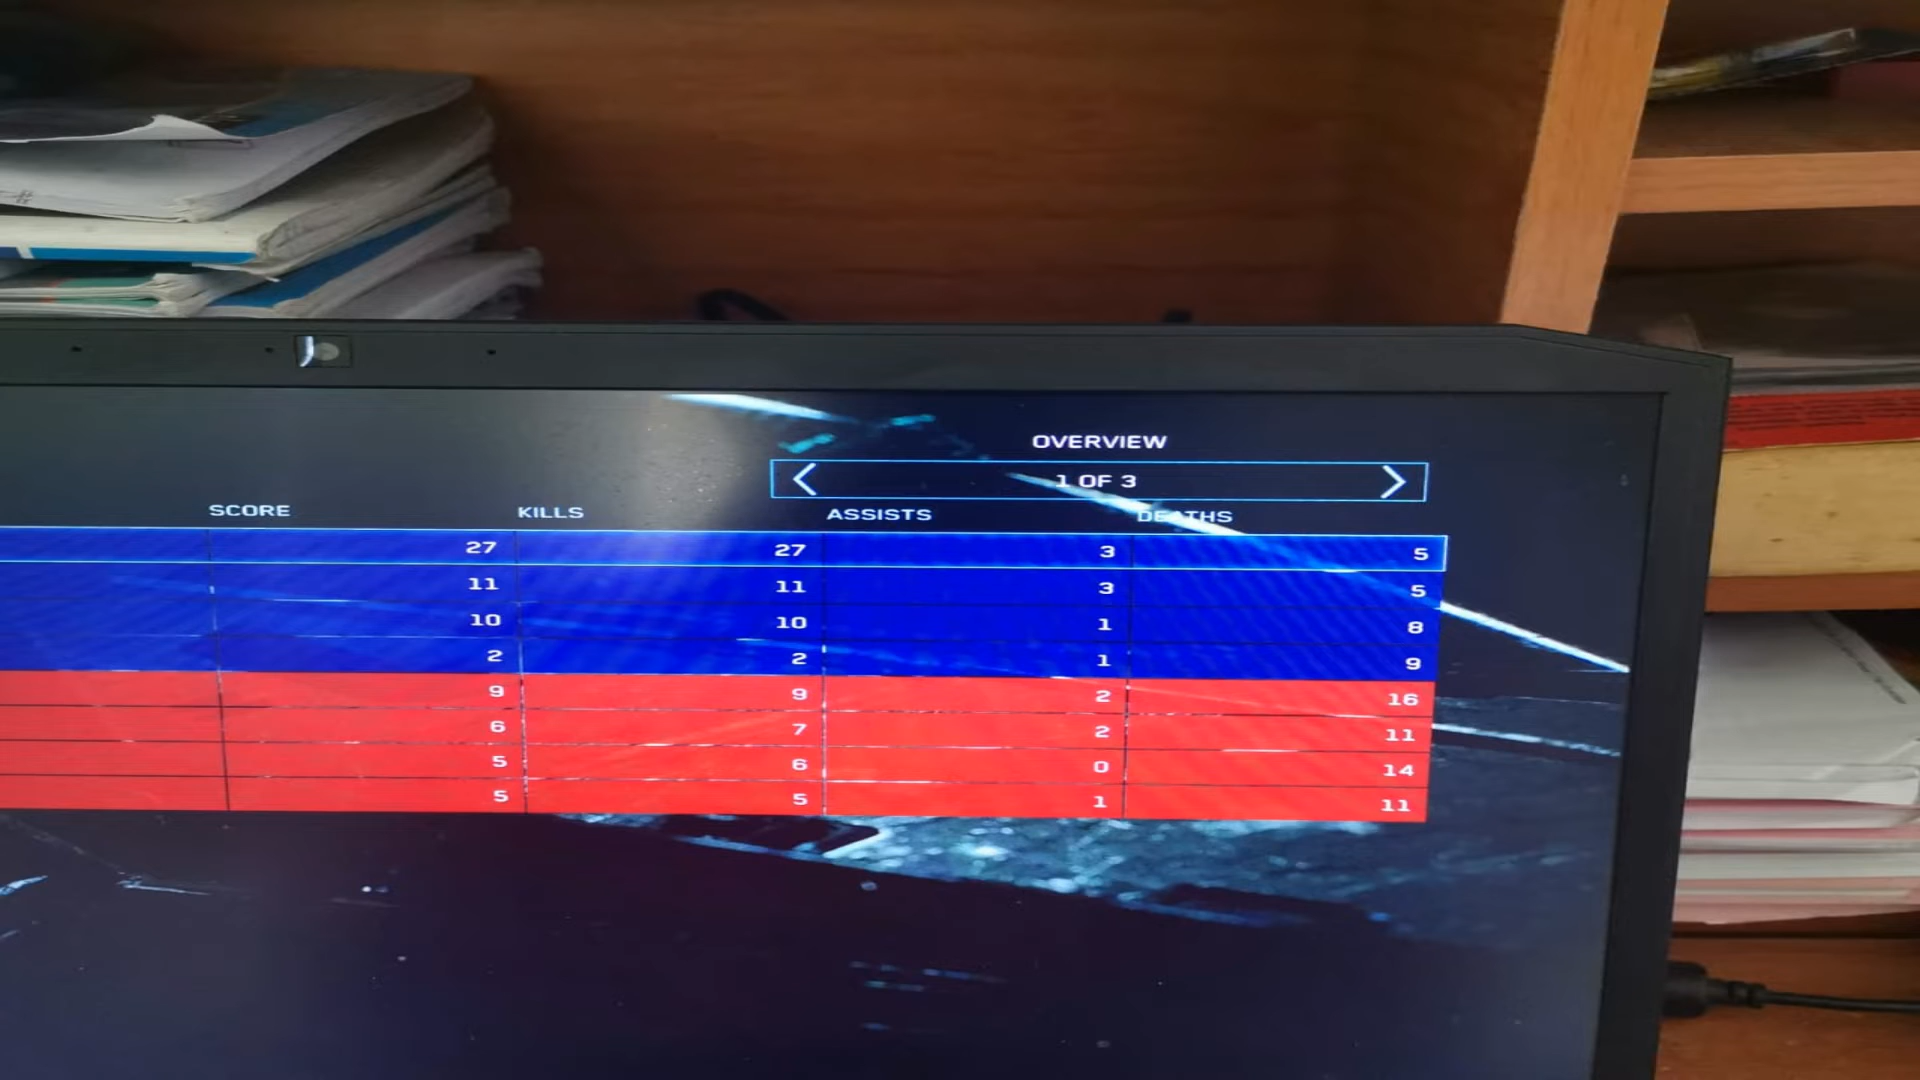 OVERVIEW
1 OF 3
SCORE KILLS ASSISTS DEATHS
27 27 3 5
11 11 3 5
10 10 1 8
2 2 1 9
9 9 2 16
6 7 2 11
5 6 0 14
5 5 1 11